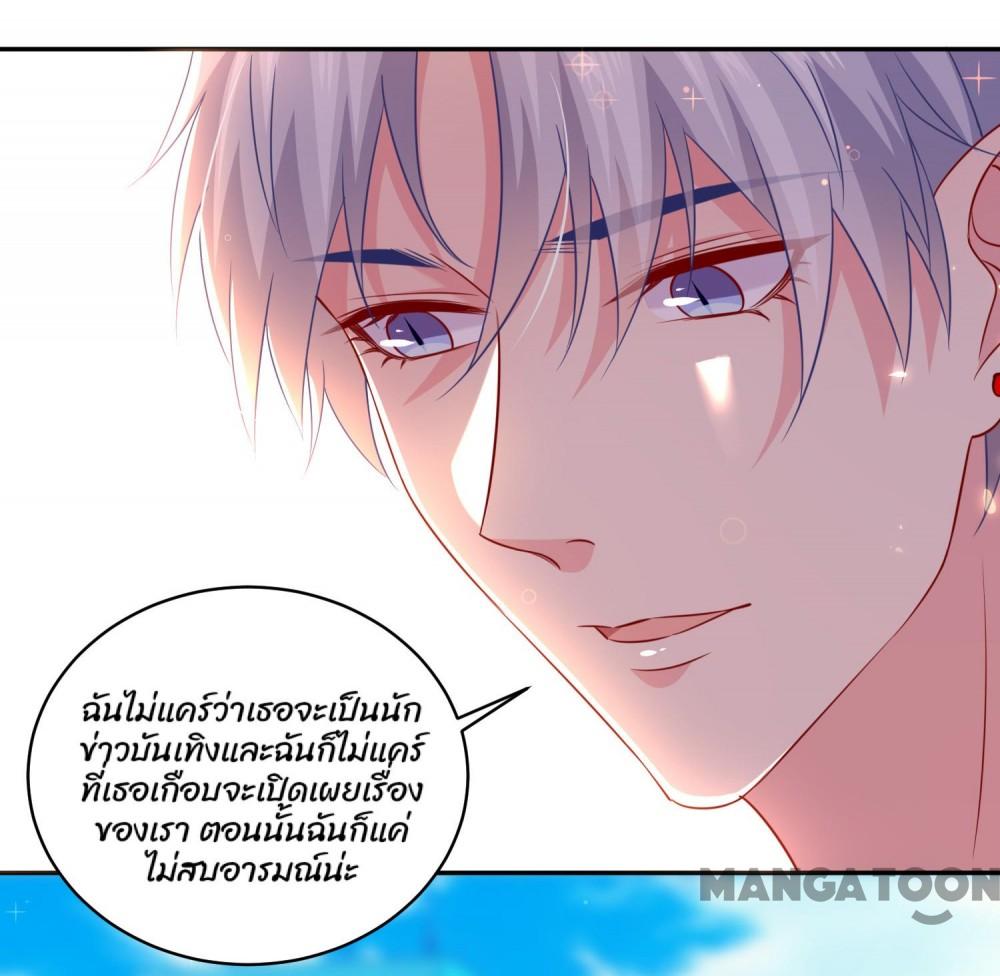 ฉันไม่แคร์ว่าเธอจะเป็นนัก
ข่าวบันเทิงและฉันก็ไม่แคร์
ที่เธอเกือบจะเปิดเผยเรื่อง
ของเรา ตอนนั้นฉันก็แค่
ไม่สบอารมณ์น่ะ
MANGATOON